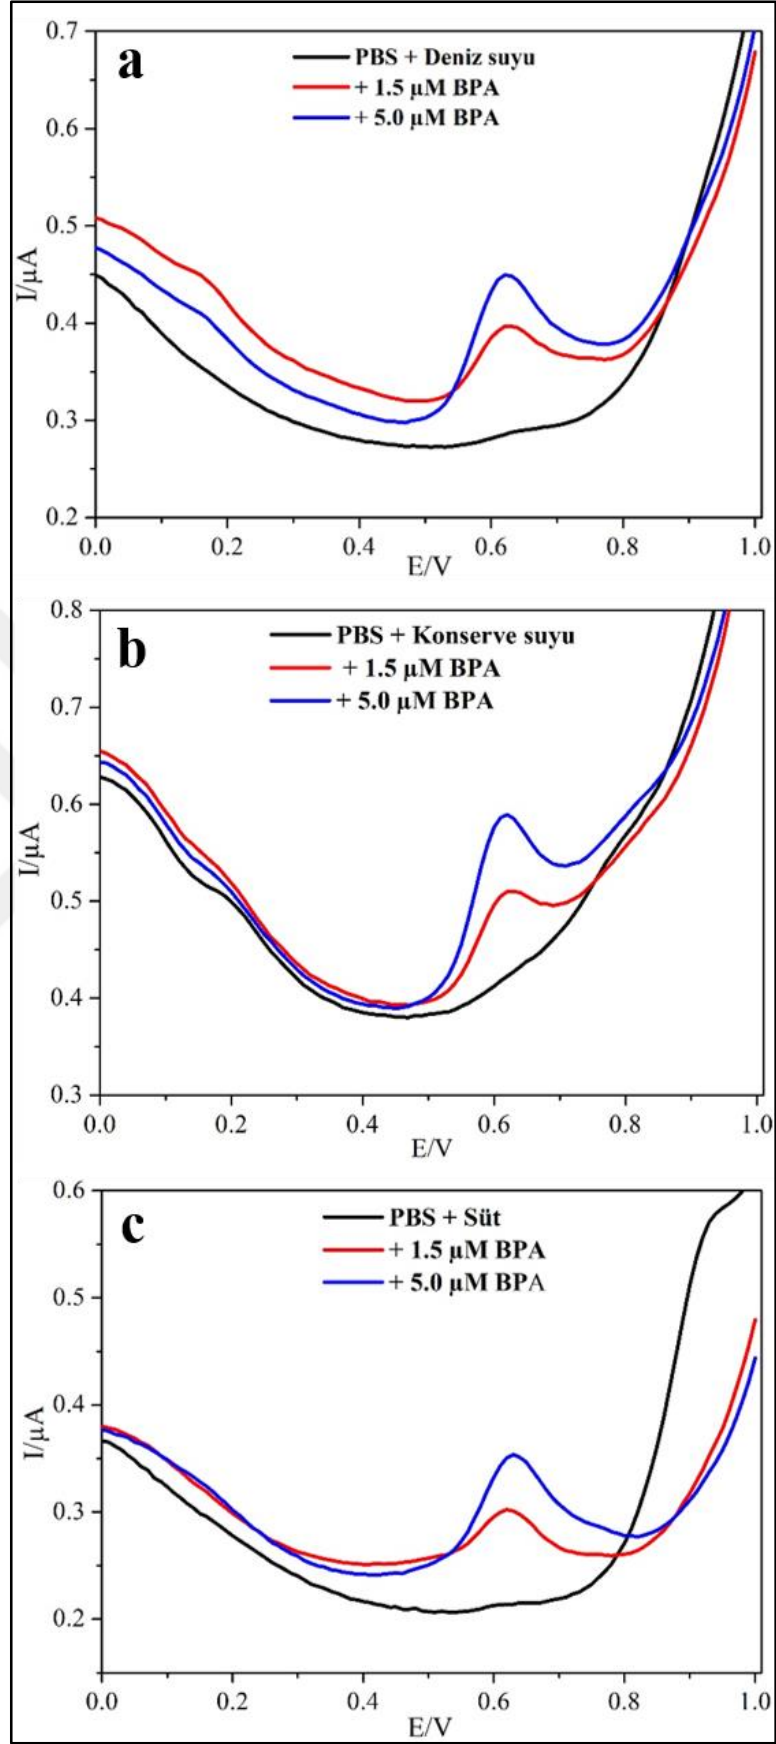 a
PBS + Deniz suyu
+ 1.5 µM BPA
+ 5.0 µM BPA
0.7
0.6
0.5
0.4
0.3
0.2
I/µA
0.0 0.2 0.4 0.6 0.8 1.0
E/V
b
PBS + Konserve suyu
+ 1.5 µM BPA
+ 5.0 µM BPA
0.8
0.7
0.6
0.5
0.4
0.3
I/µA
0.0 0.2 0.4 0.6 0.8 1.0
E/V
c
PBS + Süt
+ 1.5 µM BPA
+ 5.0 µM BPA
0.6
0.5
0.4
0.3
0.2
I/µA
0.0 0.2 0.4 0.6 0.8 1.0
E/V